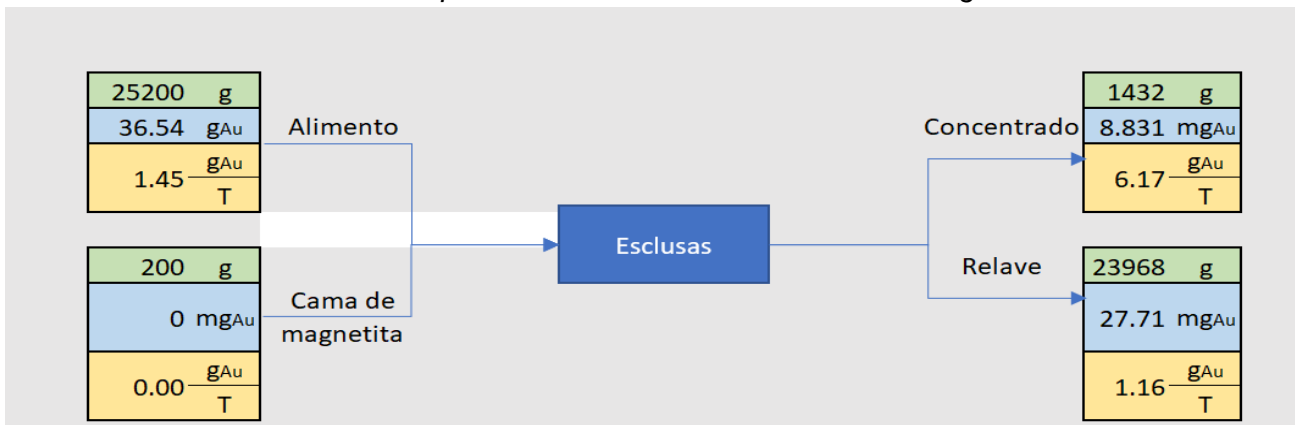 25200 g
36.54 gAu
1.45 gAu
T
Alimento
200 g
0 mgAu
0.00 gAu
T
Cama de
magnetita
Esclusas
Concentrado
1432 g
8.831 mgAu
6.17 gAu
T
Relave
23968 g
27.71 mgAu
1.16 gAu
T